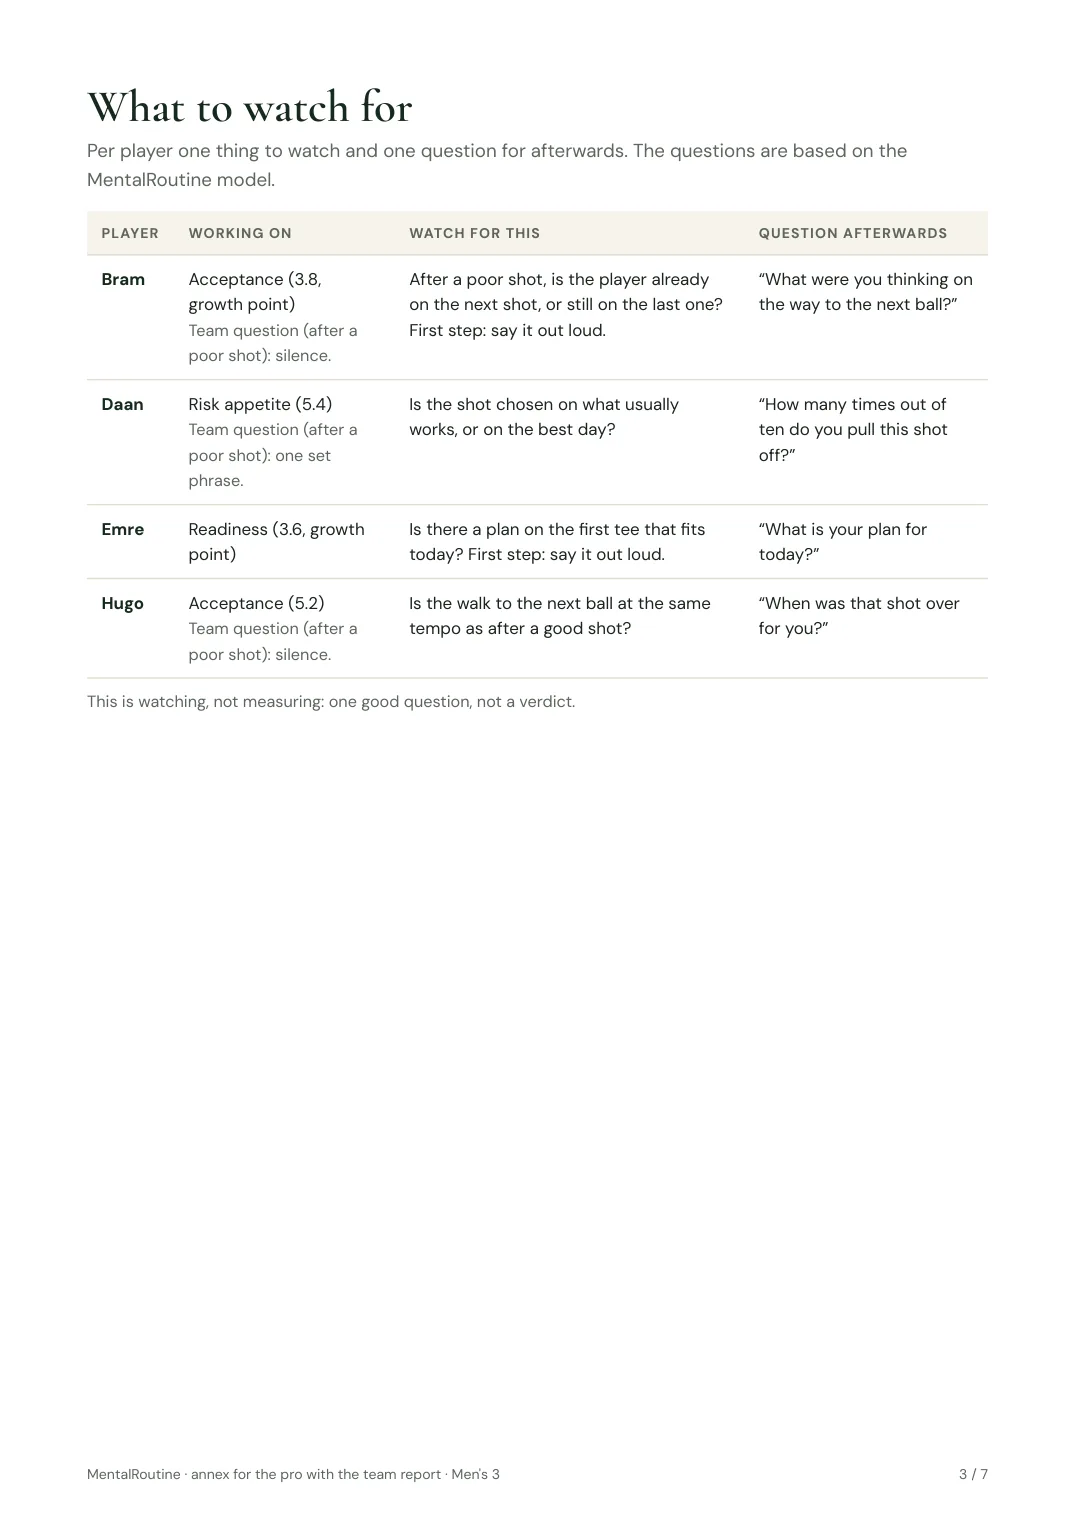 What to watch for
Per player one thing to watch and one question for afterwards. The questions are based on the
MentalRoutine model.
PLAYER WORKING ON WATCH FOR THIS QUESTION AFTERWARDS
Bram Acceptance (3.8, After a poor shot, is the player already “What were you thinking on
growth point) on the next shot, or still on the last one? the way to the next ball?”
Team question (after a First step: say it out loud.
poor shot): silence.
Daan Risk appetite (5.4) Is the shot chosen on what usually “How many times out of
Team question (after a works, or on the best day? ten do you pull this shot
poor shot): one set off?”
phrase.
Emre Readiness (3.6, growth Is there a plan on the first tee that fits “What is your plan for
point) today? First step: say it out loud. today?”
Hugo Acceptance (5.2) Is the walk to the next ball at the same “When was that shot over
Team question (after a tempo as after a good shot? for you?”
poor shot): silence.
This is watching, not measuring: one good question, not a verdict.
MentalRoutine · annex for the pro with the team report · Men's 3 3 / 7